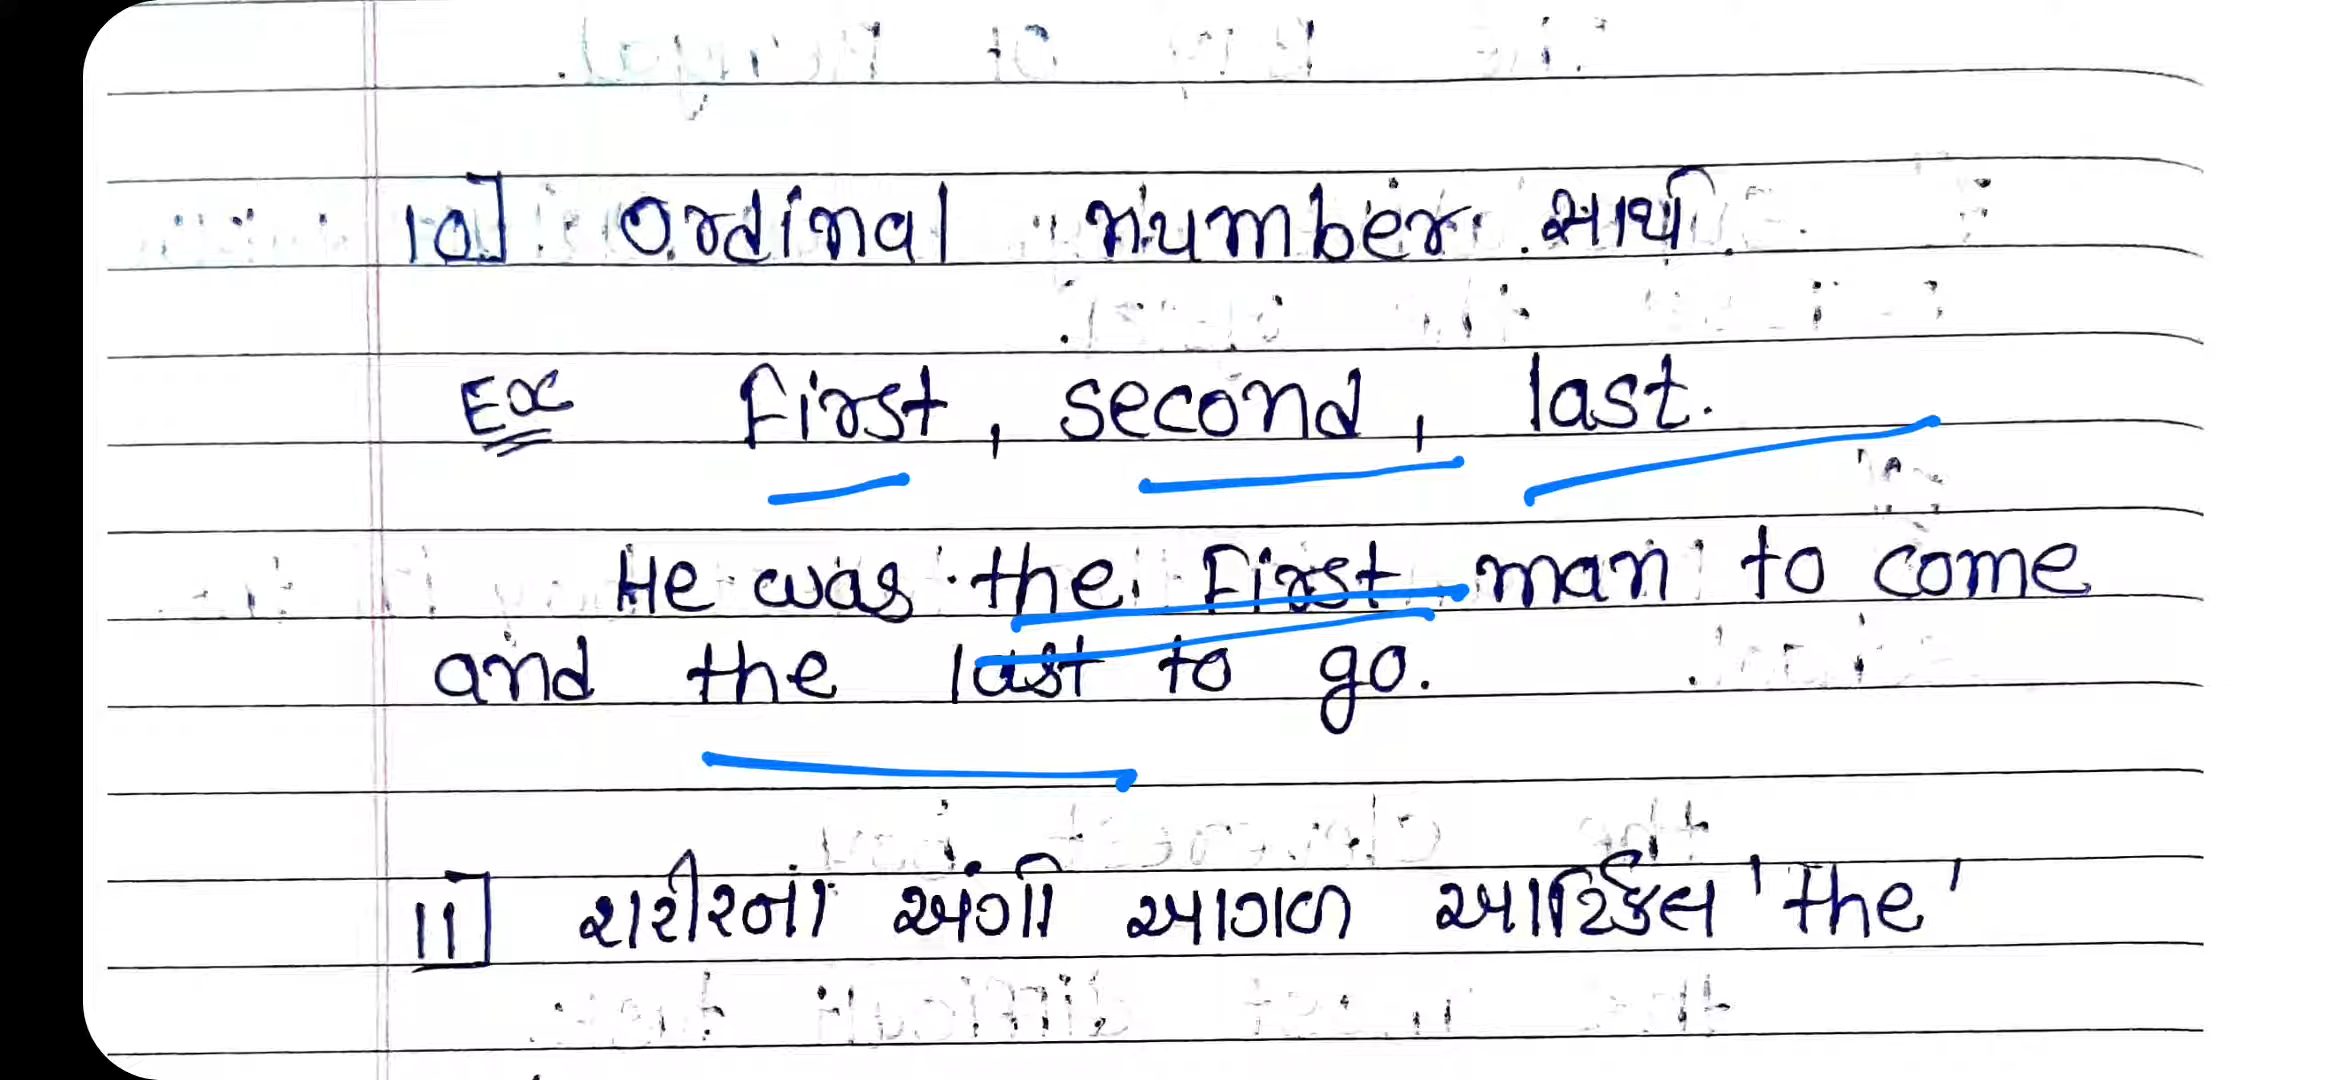 10] Ordinal number સાથે
Ex First, second, last.
He was the First man to come
and the last to go.
11] શરીરનાં અંગો આગળ આર્ટિકલ 'the'